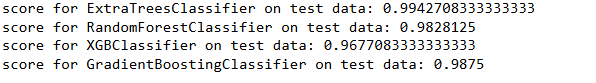 score for ExtraTreesClassifier on test data: 0.9942708333333333
score for RandomForestClassifier on test data: 0.9828125
score for XGBClassifier on test data: 0.9677083333333333
score for GradientBoostingClassifier on test data: 0.9875